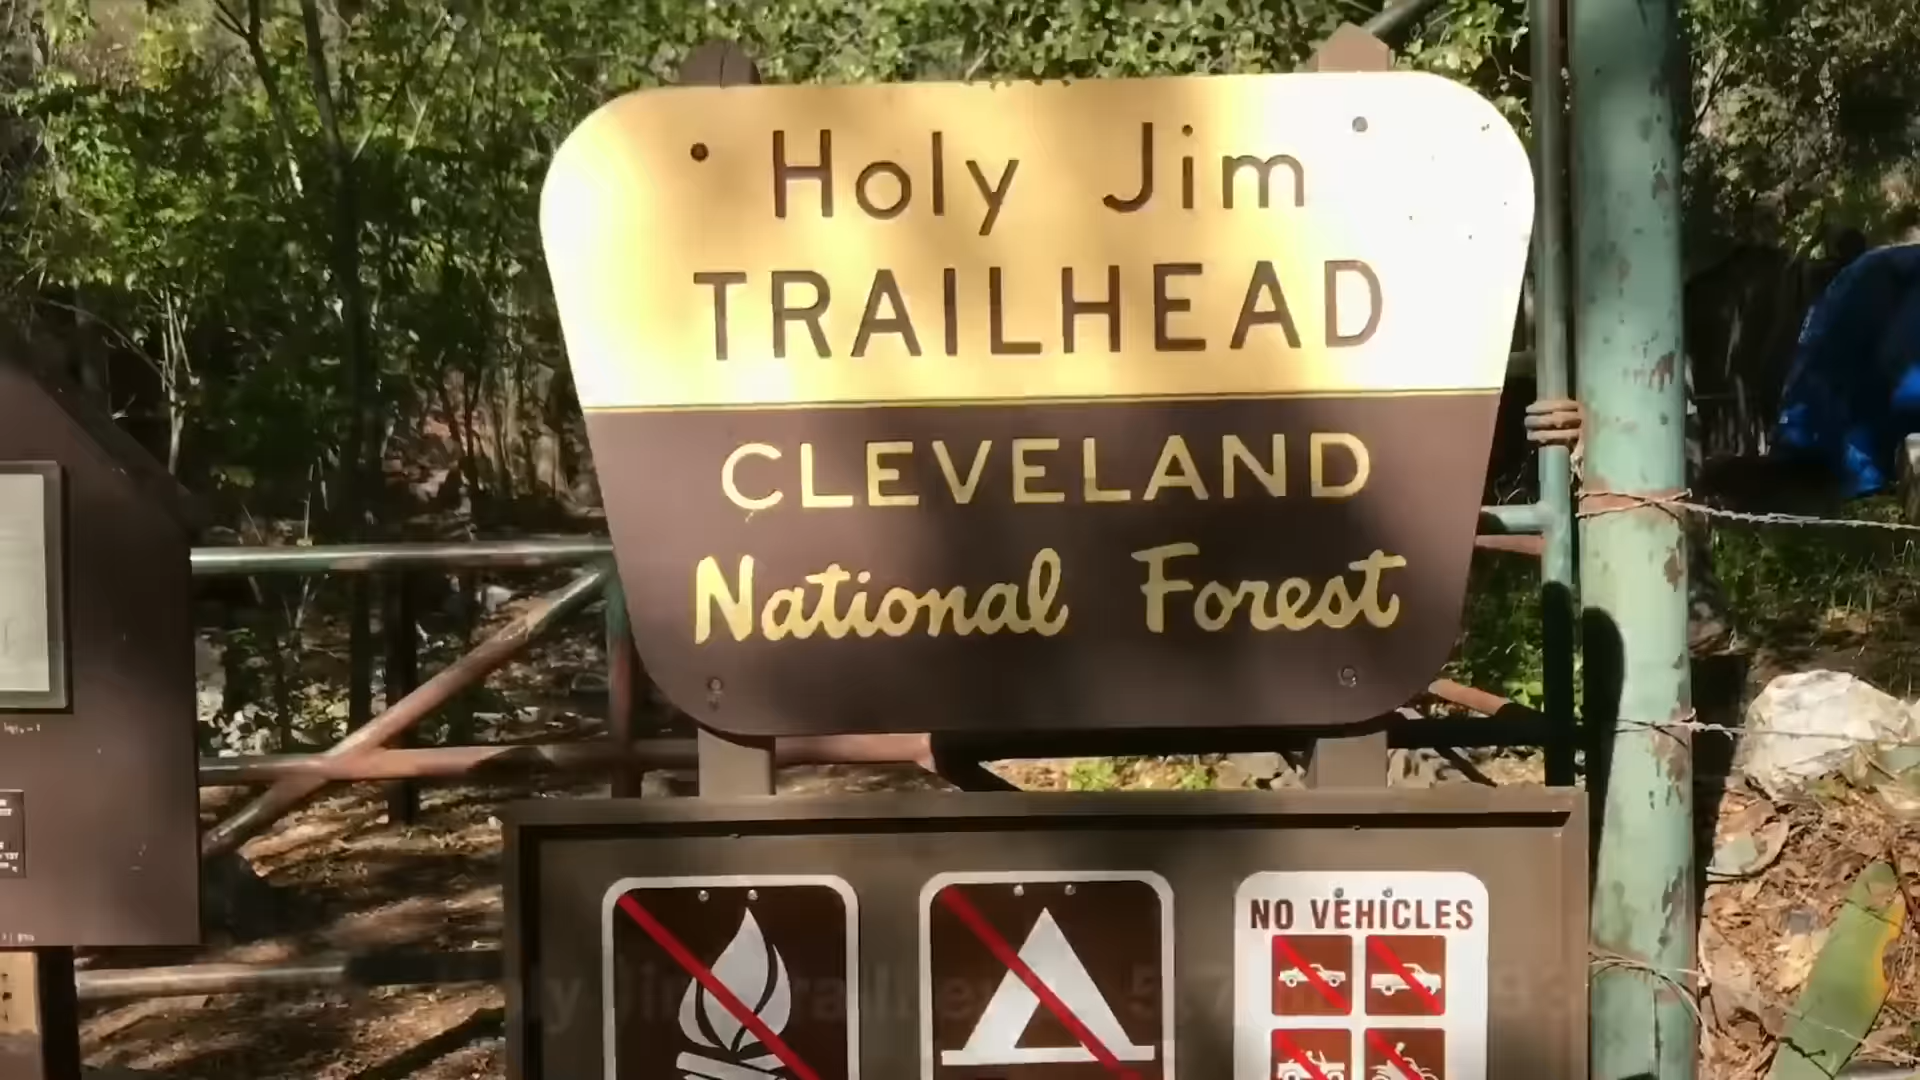 Holy Jim
TRAILHEAD
CLEVELAND
National Forest
NO VEHICLES